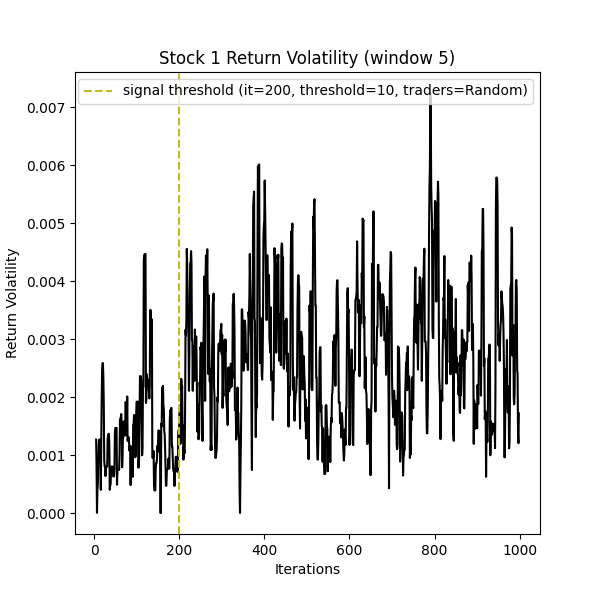 Stock 1 Return Volatility (window 5)
signal threshold (it=200, threshold=10, traders=Random)
0.007
0.006
0.005
0.004
0.003
0.002
0.001
0.000
Return Volatility
0 200 400 600 800 1000
Iterations